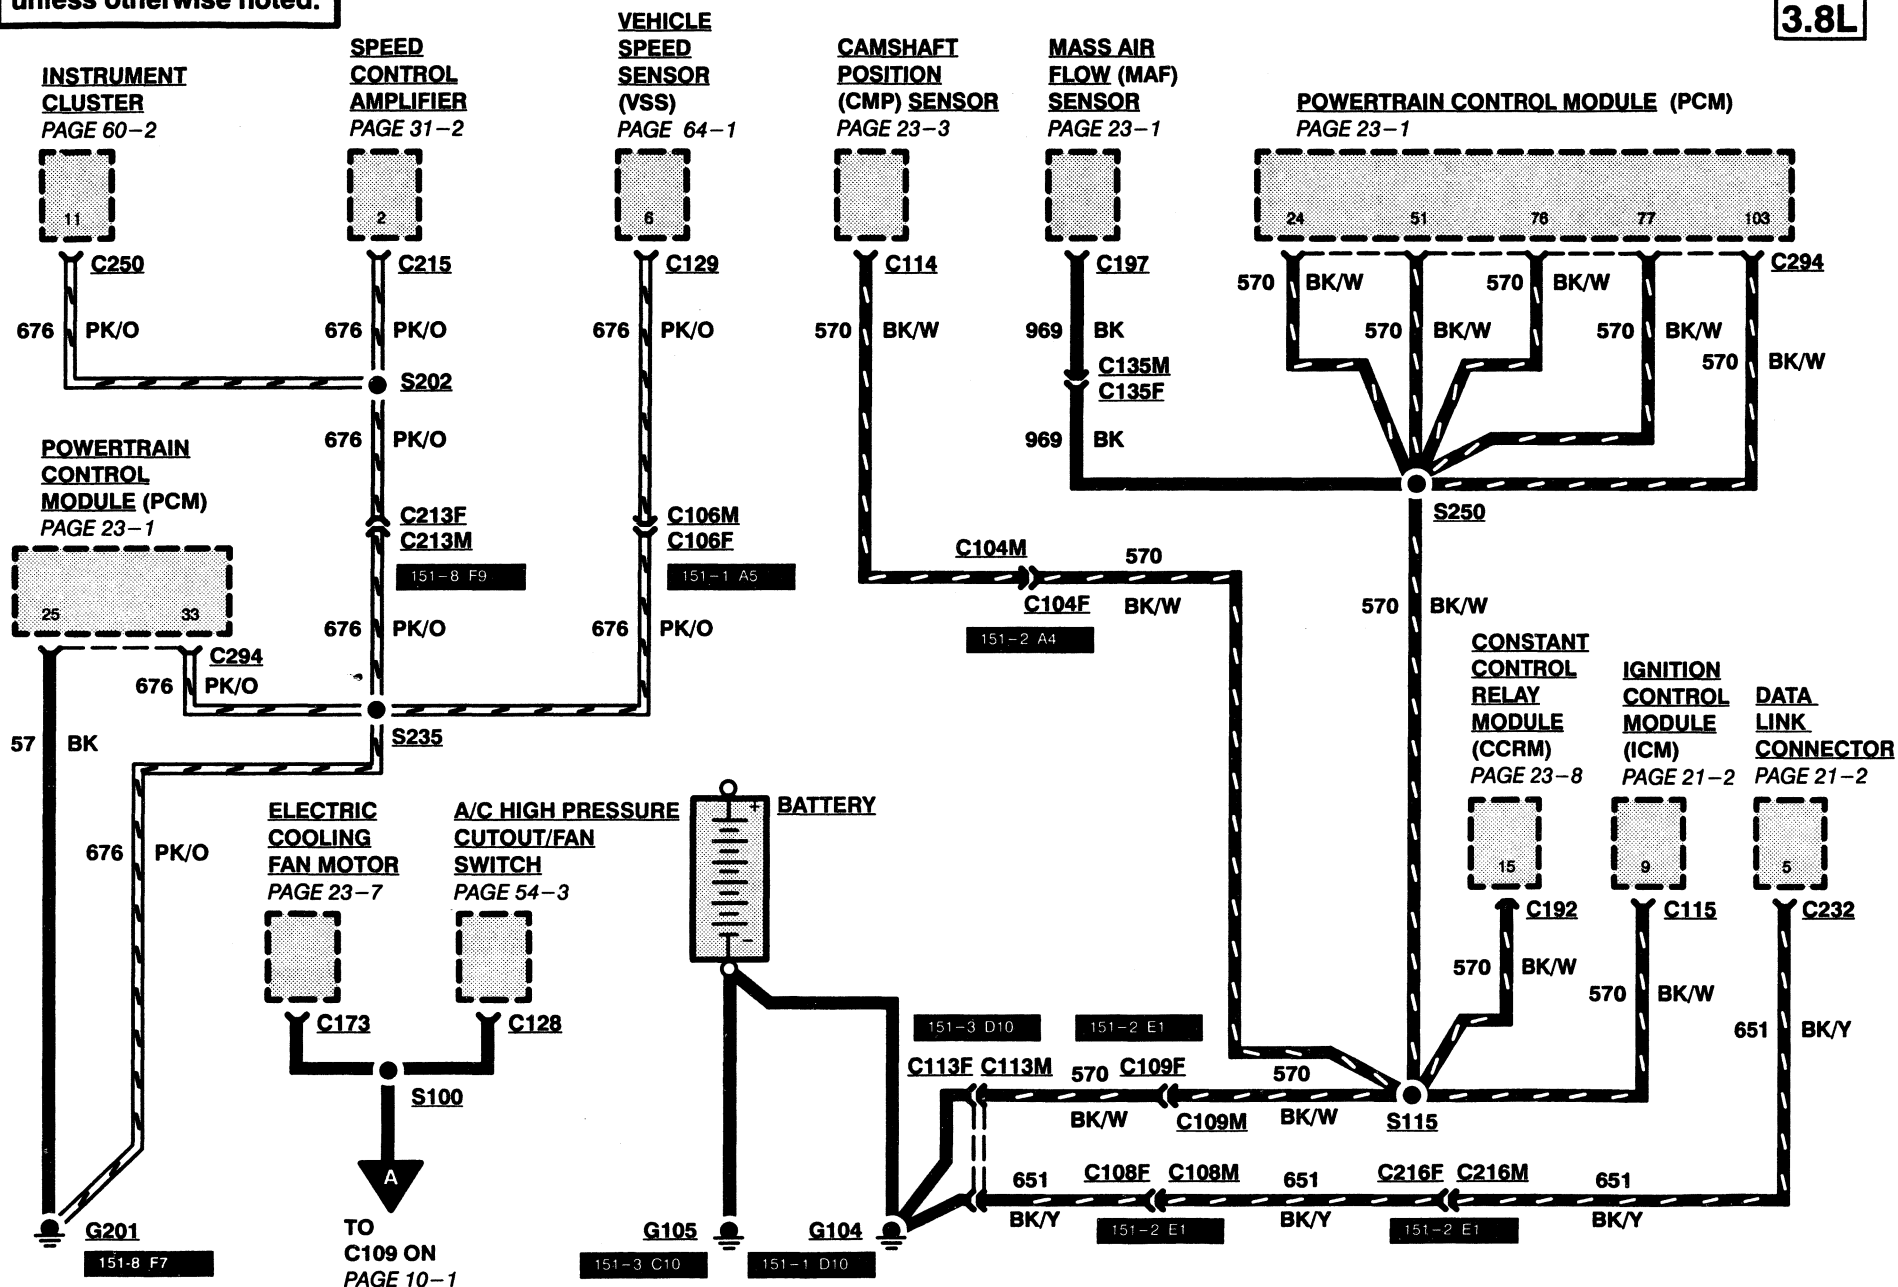 unless otherwise noted.
3.8L
INSTRUMENT
CLUSTER
PAGE 60-2
11
C250
676 PK/O
SPEED
CONTROL
AMPLIFIER
PAGE 31-2
2
C215
676 PK/O
S202
676 PK/O
C213F
C213M
151-8 F9
676 PK/O
VEHICLE
SPEED
SENSOR
(VSS)
PAGE 64-1
6
C129
676 PK/O
C106M
C106F
151-1 A5
676 PK/O
CAMSHAFT
POSITION
(CMP) SENSOR
PAGE 23-3
C114
570 BK/W
C104M
570
C104F
BK/W
151-2 A4
MASS AIR
FLOW (MAF)
SENSOR
PAGE 23-1
C197
969 BK
C135M
C135F
969 BK
POWERTRAIN CONTROL MODULE (PCM)
PAGE 23-1
24 51 76 77 103
C294
570 BK/W
570 BK/W
570 BK/W
570 BK/W
570 BK/W
S250
570 BK/W
POWERTRAIN
CONTROL
MODULE (PCM)
PAGE 23-1
25 33
C294
676 PK/O
57 BK
S235
676 PK/O
ELECTRIC
COOLING
FAN MOTOR
PAGE 23-7
C173
A/C HIGH PRESSURE
CUTOUT/FAN
SWITCH
PAGE 54-3
C128
S100
A
TO
C109 ON
PAGE 10-1
BATTERY
+
-
CONSTANT
CONTROL
RELAY
MODULE
(CCRM)
PAGE 23-8
15
C192
570 BK/W
IGNITION
CONTROL
MODULE
(ICM)
PAGE 21-2
9
C115
570 BK/W
DATA
LINK
CONNECTOR
PAGE 21-2
5
C232
651 BK/Y
151-3 D10
151-2 E1
C113F C113M
570
C109F
570
BK/W
C109M
BK/W
S115
651
C108F C108M
651
C216F C216M
651
BK/Y
151-2 E1
BK/Y
151-2 E1
BK/Y
G201
151-8 F7
G105
151-3 C10
G104
151-1 D10